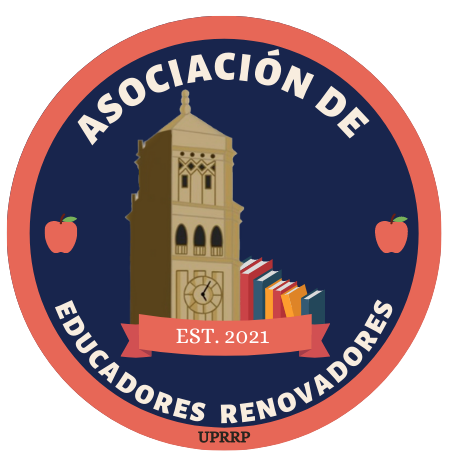 ASOCIACIÓN DE
EST. 2021
EDUCADORES RENOVADORES
UPRRP